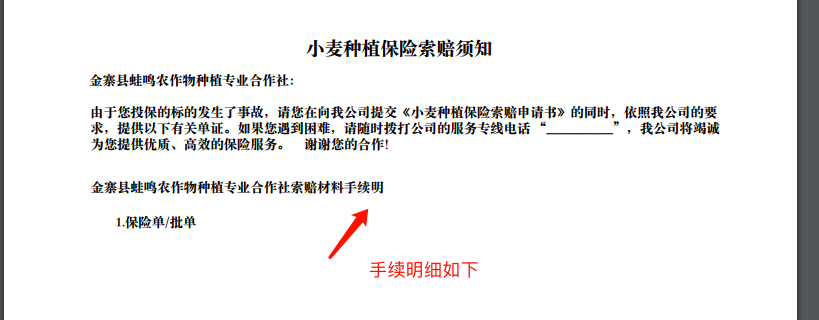 小麦种植保险索赔须知
金寨县蛙鸣农作物种植专业合作社:
由于您投保的标的发生了事故，请您在向我公司提交《小麦种植保险索赔申请书》的同时，依照我公司的要
求，提供以下有关单证。如果您遇到困难，请随时拨打公司的服务专线电话“__________”，我公司将竭诚
为您提供优质、高效的保险服务。 谢谢您的合作!
金寨县蛙鸣农作物种植专业合作社索赔材料手续明
1.保险单/批单
手续明细如下